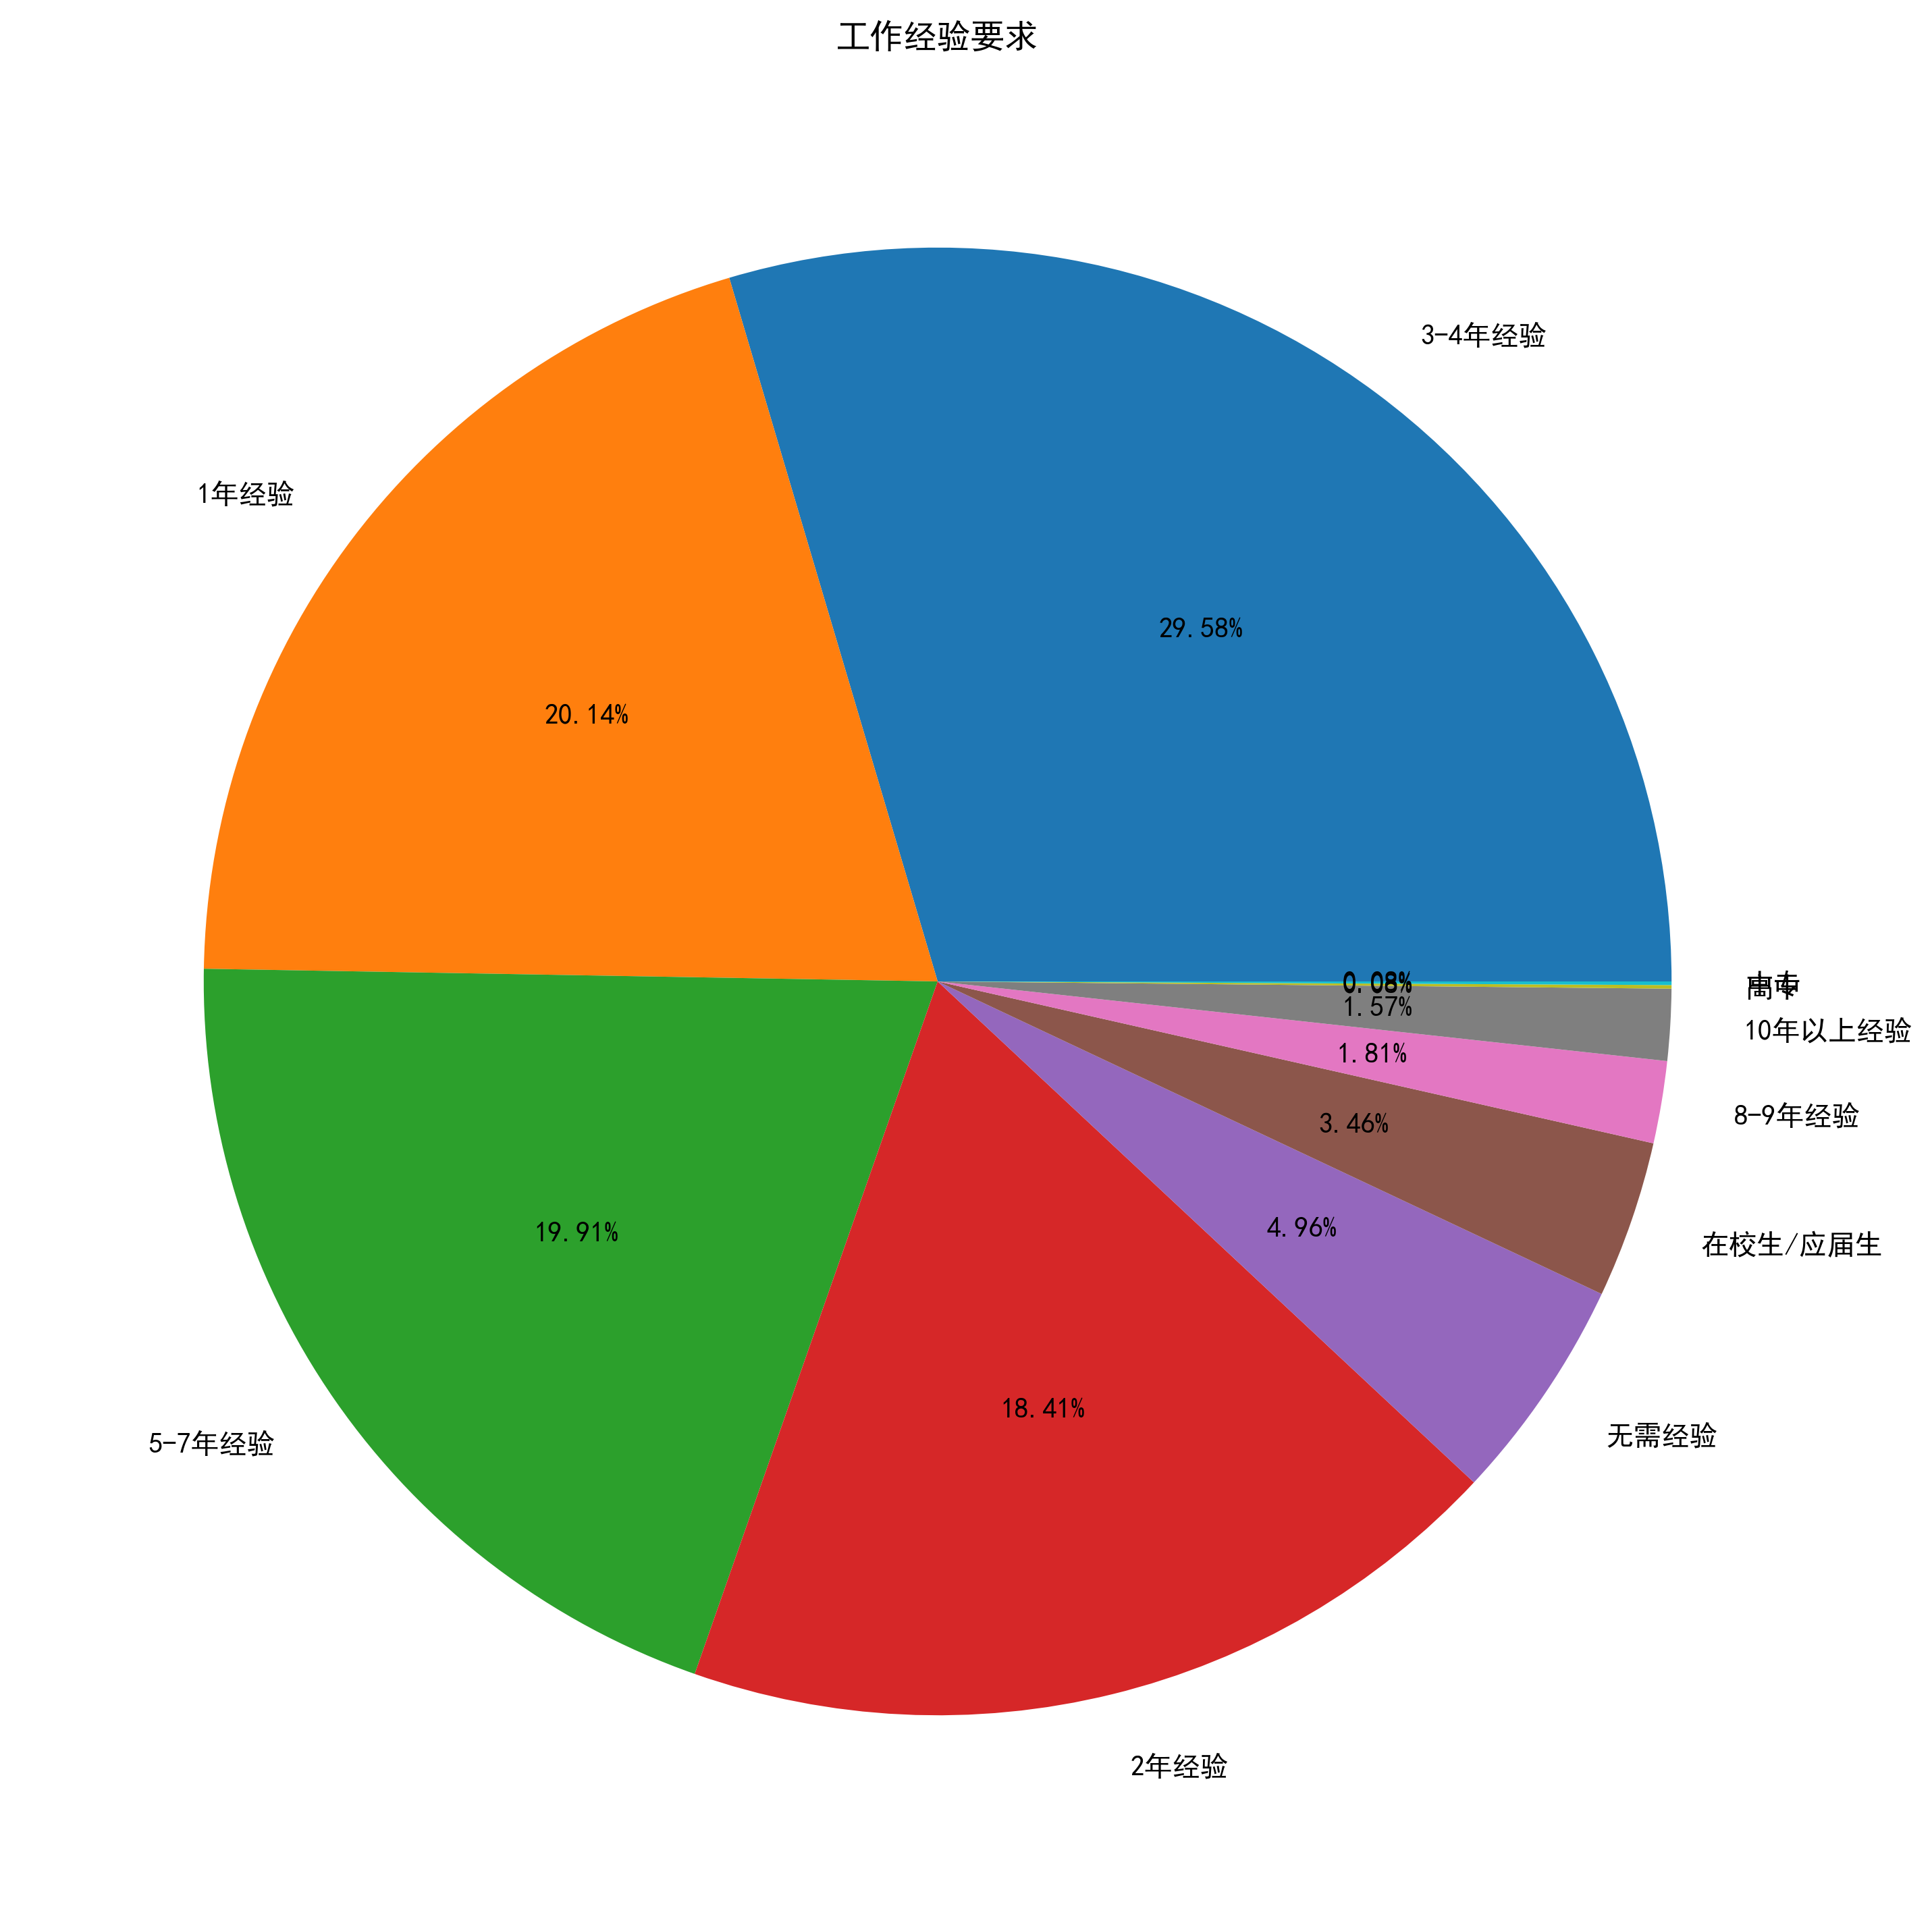 工作经验要求
3-4年经验
29.58%
1年经验
20.14%
5-7年经验
19.91%
2年经验
18.41%
无需经验
4.96%
在校生/应届生
3.46%
8-9年经验
1.81%
10年以上经验
1.57%
0.08%